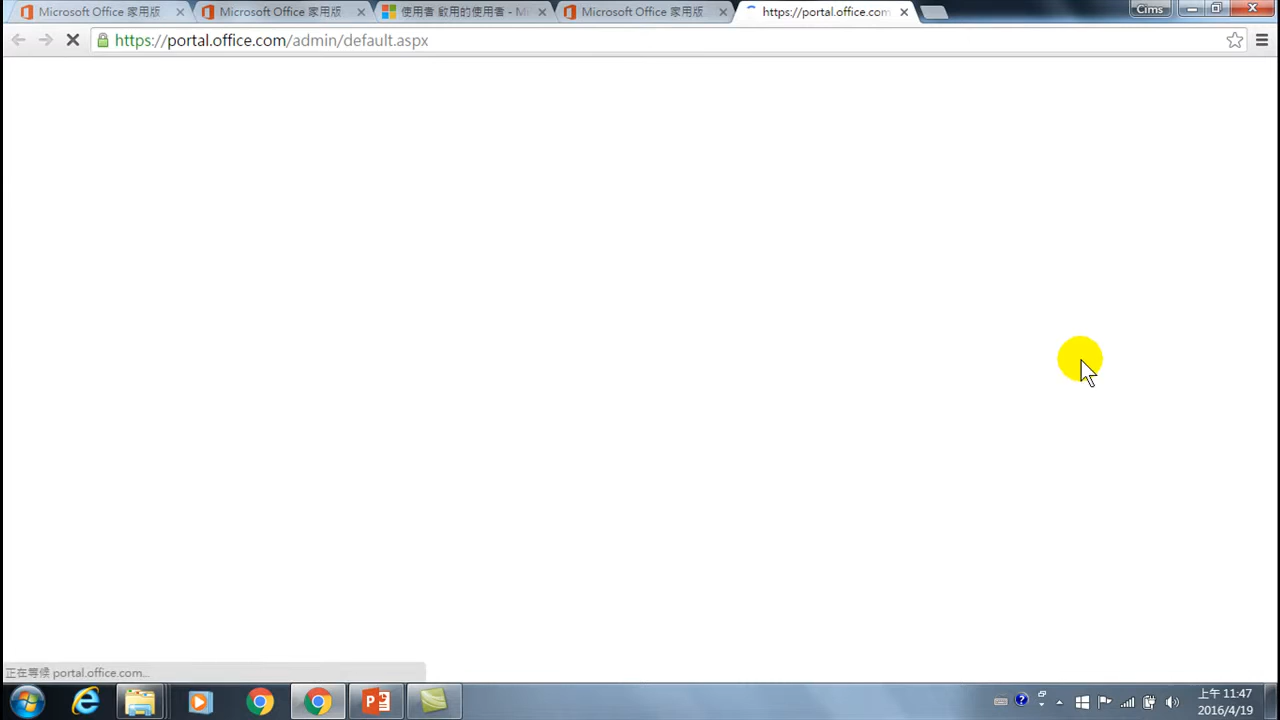 Microsoft Office 家用版
Microsoft Office 家用版
使用者 啟用的使用者 - Mi
Microsoft Office 家用版
https://portal.office.com
Cims
https://portal.office.com/admin/default.aspx
正在等候 portal.office.com...
上午 11:47
2016/4/19